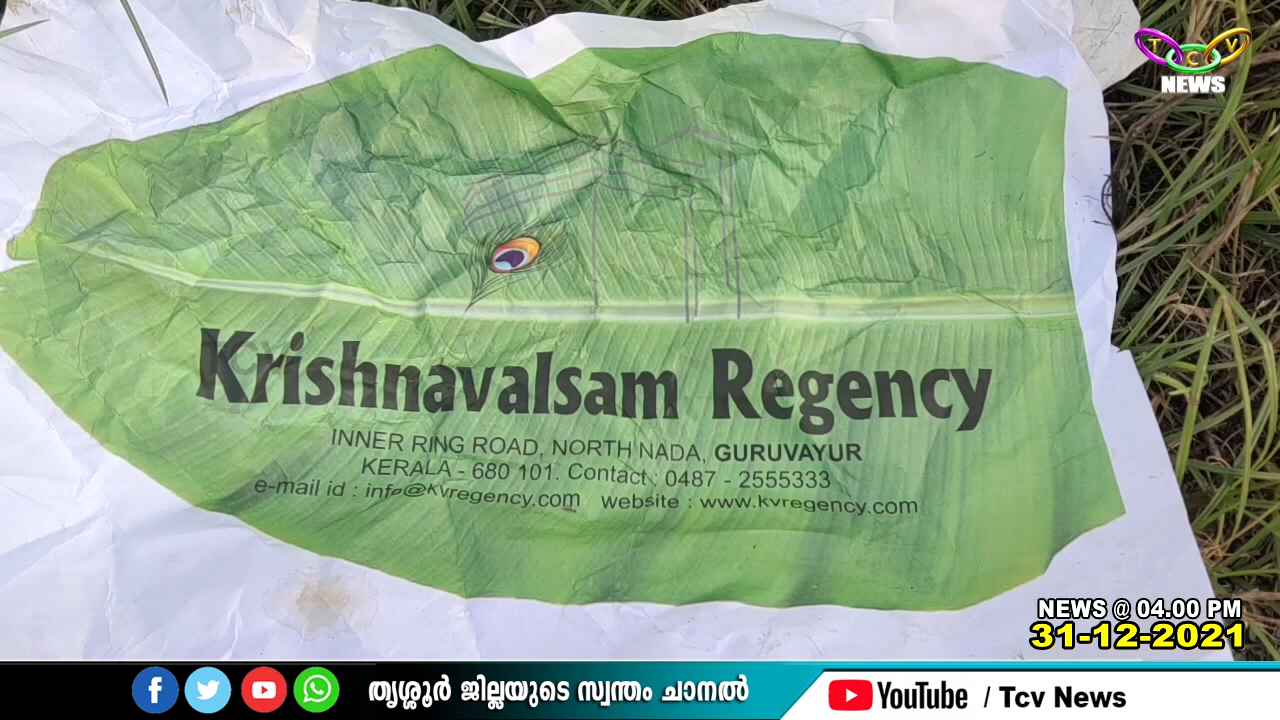 T C V
NEWS
Krishnavalsam Regency
INNER RING ROAD, NORTH NADA, GURUVAYUR
KERALA - 680 101. Contact : 0487 - 2555333
e-mail id : info@kvregency.com website : www.kvregency.com
NEWS @ 04.00 PM
31-12-2021
തൃശ്ശൂർ ജില്ലയുടെ സ്വന്തം ചാനൽ
YouTube / Tcv News